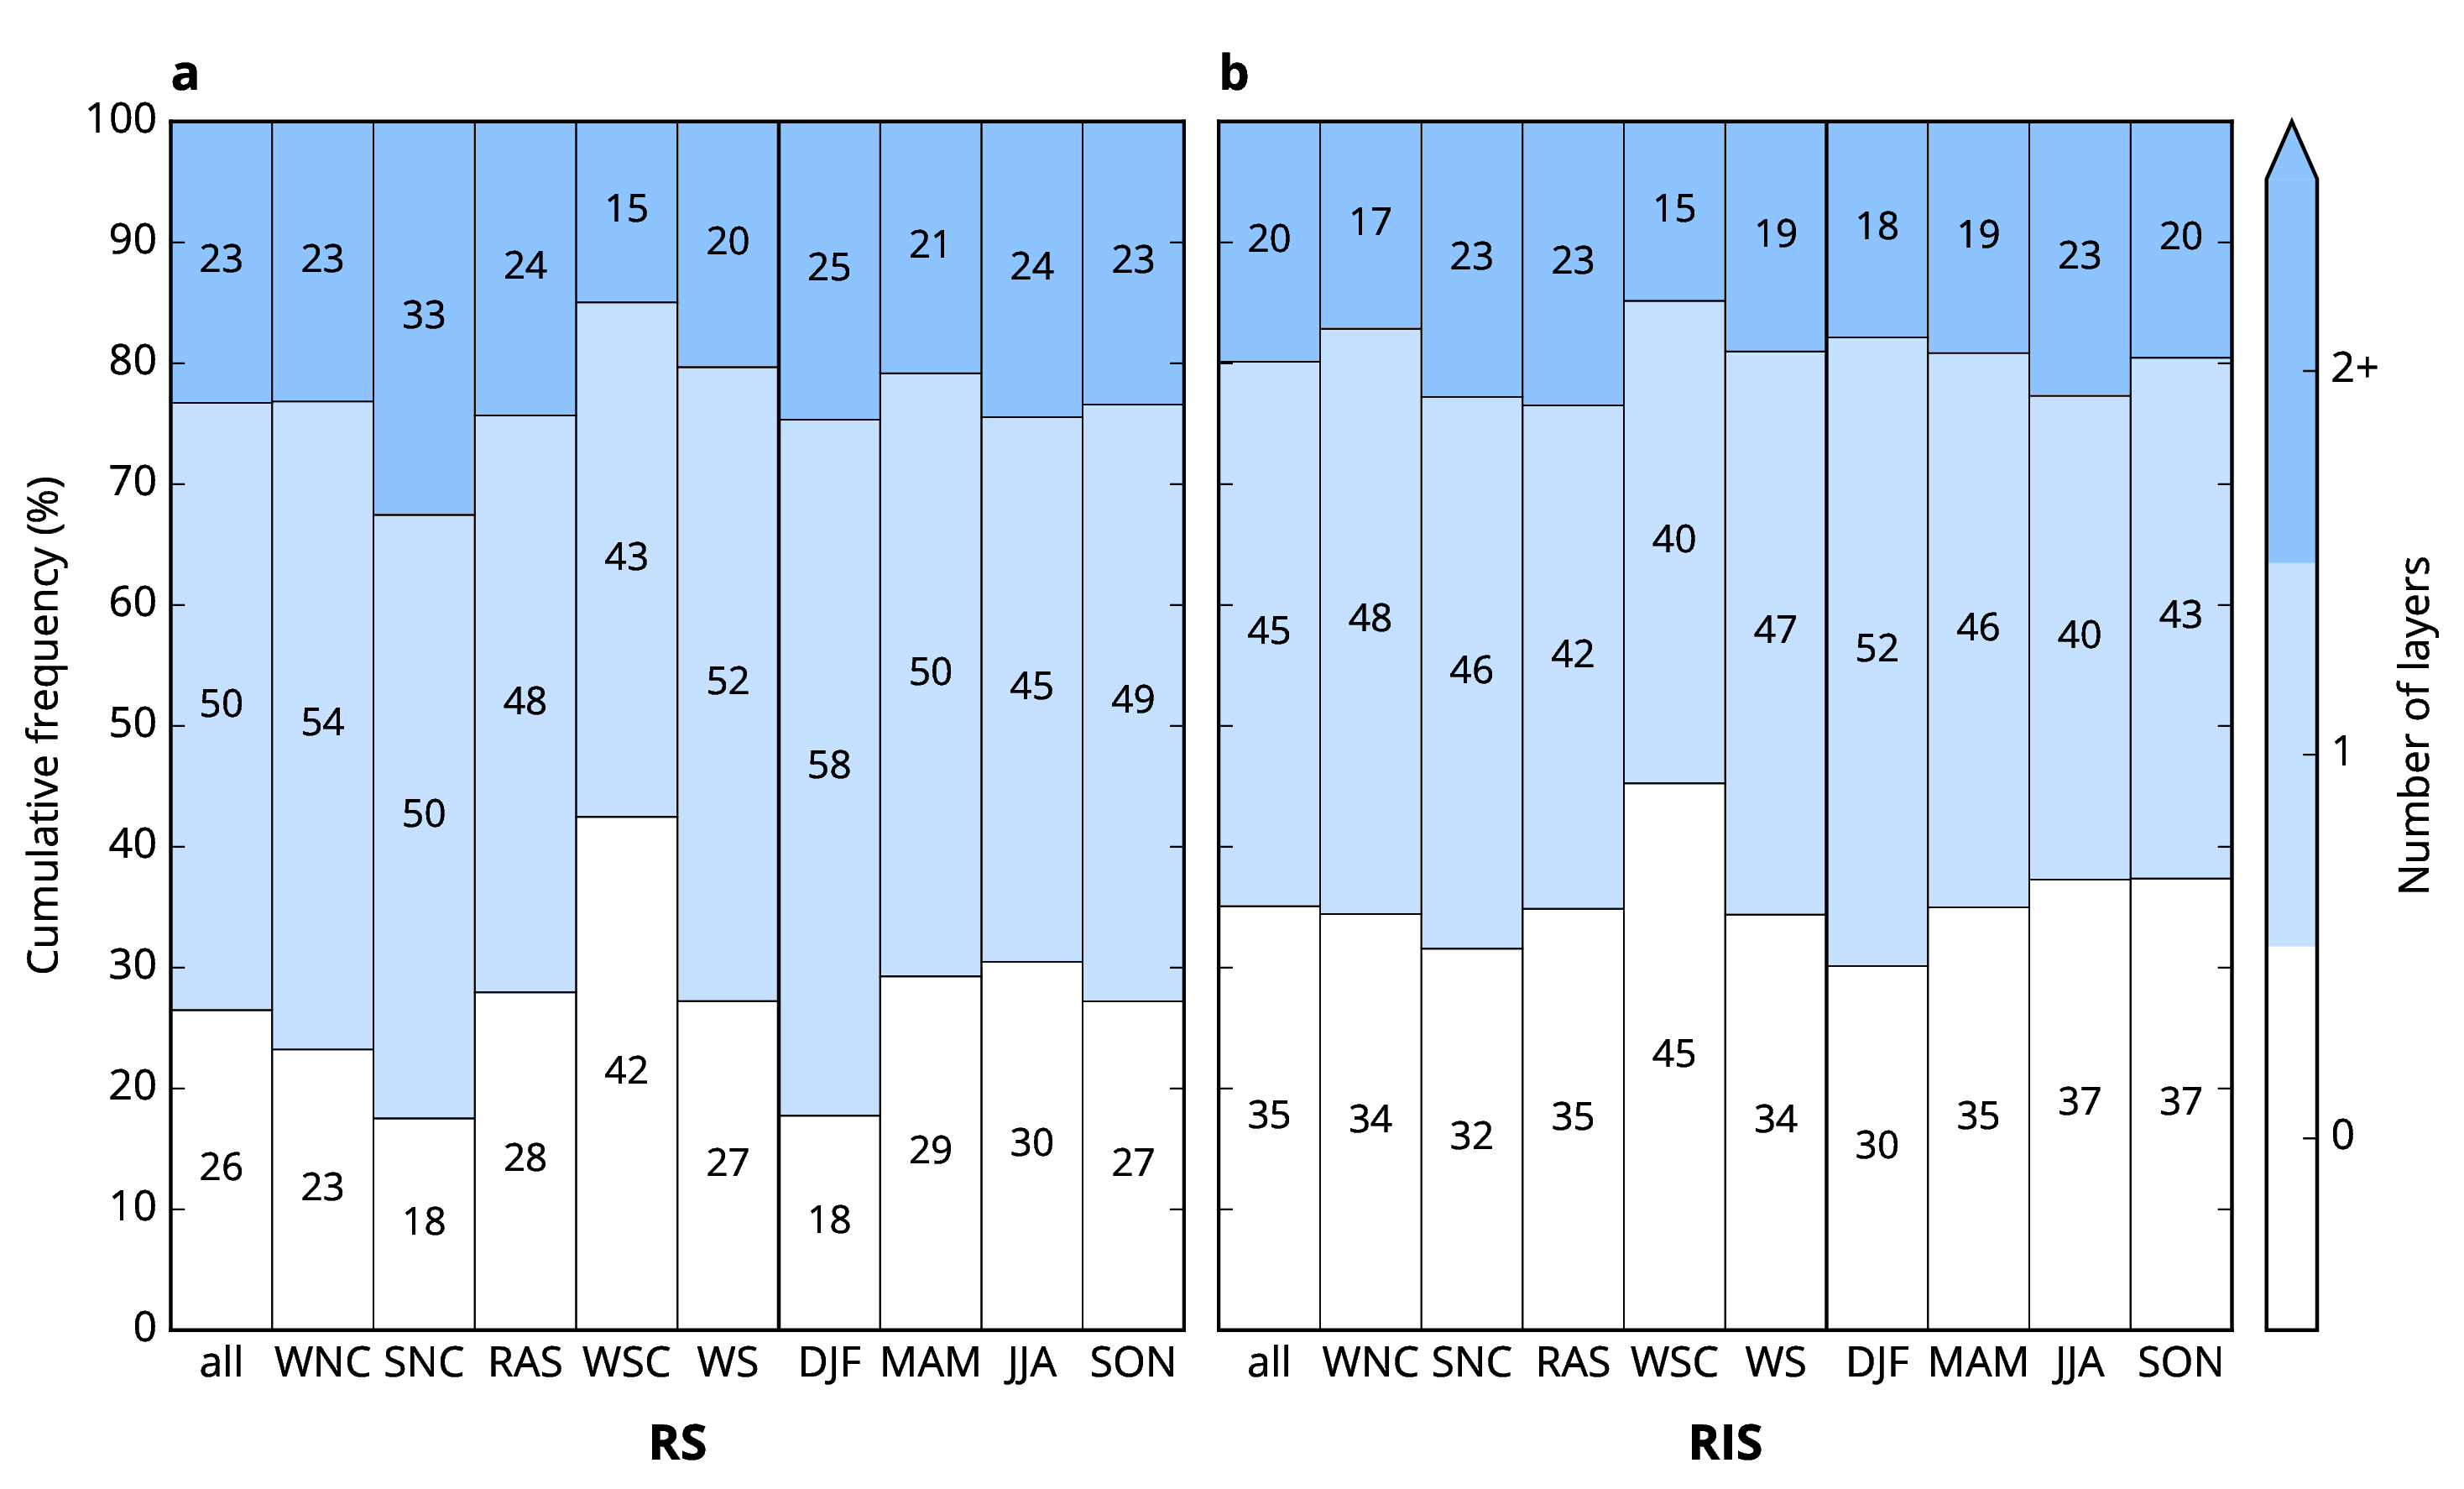 a
b
100
90
80
70
60
50
40
30
20
10
0
Cumulative frequency (%)
23 23 33 24 15 20 25 21 24 23
50 54 50 48 43 52 58 50 45 49
26 23 18 28 42 27 18 29 30 27
all WNC SNC RAS WSC WS DJF MAM JJA SON
RS
20 17 23 23 15 19 18 19 23 20
45 48 46 42 40 47 52 46 40 43
35 34 32 35 45 34 30 35 37 37
all WNC SNC RAS WSC WS DJF MAM JJA SON
RIS
2+
1
0
Number of layers